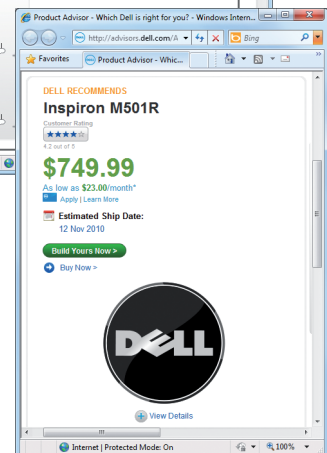 Product Advisor - Which Dell is right for you? - Windows Intern...
http://advisors.dell.com/A
Bing
Favorites
Product Advisor - Whic...
DELL RECOMMENDS
Inspiron M501R
Customer Rating
4.2 out of 5
$749.99
As low as $23.00/month*
Apply | Learn More
Estimated Ship Date:
12 Nov 2010
Build Yours Now >
Buy Now >
DELL
View Details
Internet | Protected Mode: On
100%